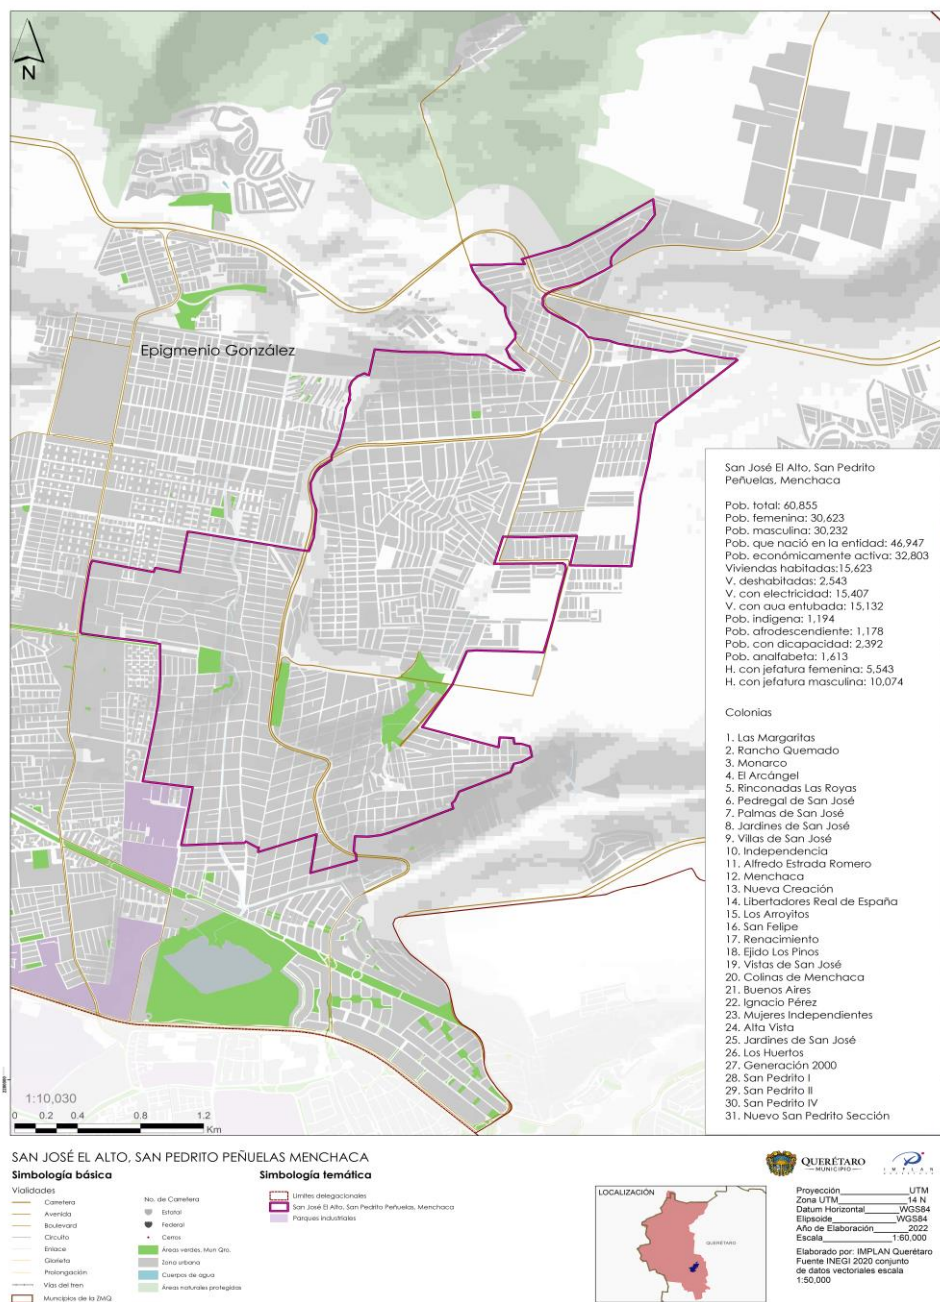 N
Epigmenio González
San José El Alto, San Pedrito
Peñuelas, Menchaca
Pob. total: 60,855
Pob. femenina: 30,623
Pob. masculina: 30,232
Pob. que nació en la entidad: 46,947
Pob. económicamente activa: 32,803
Viviendas habitadas:15,623
V. deshabitadas: 2,543
V. con electricidad: 15,407
V. con aua entubada: 15,132
Pob. indígena: 1,194
Pob. afrodescendiente: 1,178
Pob. con dicapacidad: 2,392
Pob. analfabeta: 1,613
H. con jefatura femenina: 5,543
H. con jefatura masculina: 10,074
Colonias
1. Las Margaritas
2. Rancho Quemado
3. Monarco
4. El Arcángel
5. Rinconadas Las Royas
6. Pedregal de San José
7. Palmas de San José
8. Jardines de San José
9. Villas de San José
10. Independencia
11. Alfredo Estrada Romero
12. Menchaca
13. Nueva Creación
14. Libertadores Real de España
15. Los Arroyitos
16. San Felipe
17. Renacimiento
18. Ejido Los Pinos
19. Vistas de San José
20. Colinas de Menchaca
21. Buenos Aires
22. Ignacio Pérez
23. Mujeres Independientes
24. Alta Vista
25. Jardines de San José
26. Los Huertos
27. Generación 2000
28. San Pedrito I
29. San Pedrito II
30. San Pedrito IV
31. Nuevo San Pedrito Sección
1:10,030
0 0.2 0.4 0.8 1.2
Km
SAN JOSÉ EL ALTO, SAN PEDRITO PEÑUELAS MENCHACA
Simbología básica
Vialidades
Carretera
Avenida
Boulevard
Circuito
Enlace
Glorieta
Prolongación
Vías del tren
Municipios de la ZMQ
No. de Carretera
Estatal
Federal
Cerros
Áreas verdes. Mun Qro.
Zona urbana
Cuerpos de agua
Áreas naturales protegidas
Simbología temática
Límites delegacionales
San José El Alto, San Pedrito Peñuelas, Menchaca
Parques Industriales
LOCALIZACIÓN
QUERÉTARO
QUERÉTARO
MUNICIPIO
IMPLAN
Proyección UTM
Zona UTM 14 N
Datum Horizontal WGS84
Elipsoide WGS84
Año de Elaboración 2022
Escala 1:60,000
Elaborado por: IMPLAN Querétaro
Fuente INEGI 2020 conjunto
de datos vectoriales escala
1:50,000